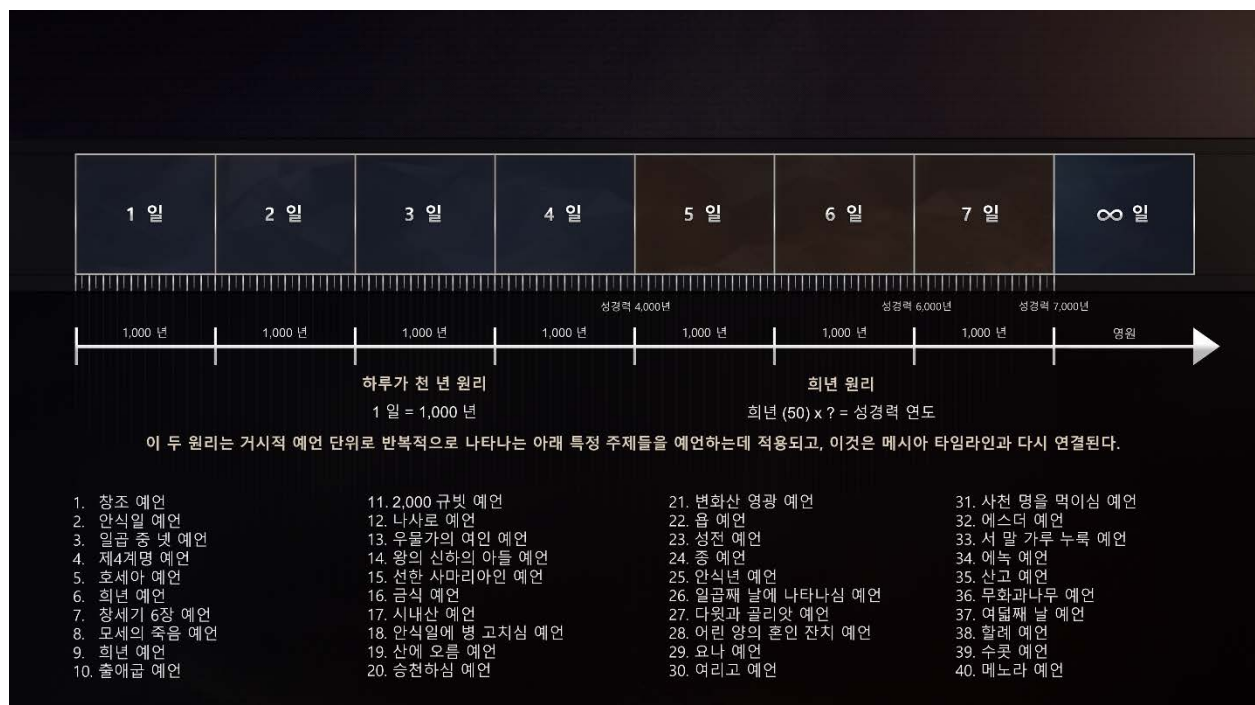 1 일 2 일 3 일 4 일 5 일 6 일 7 일 ∞ 일
성경력 4,000년 성경력 6,000년 성경력 7,000년
1,000 년 1,000 년 1,000 년 1,000 년 1,000 년 1,000 년 1,000 년 영원
하루가 천 년 원리
1 일 = 1,000 년
희년 원리
희년 (50) x ? = 성경력 연도
이 두 원리는 거시적 예언 단위로 반복적으로 나타나는 아래 특정 주제들을 예언하는데 적용되고, 이것은 메시아 타임라인과 다시 연결된다.
1. 창조 예언
2. 안식일 예언
3. 일곱 중 넷 예언
4. 제4계명 예언
5. 호세아 예언
6. 희년 예언
7. 창세기 6장 예언
8. 모세의 죽음 예언
9. 희년 예언
10. 출애굽 예언
11. 2,000 규빗 예언
12. 나사로 예언
13. 우물가의 여인 예언
14. 왕의 신하의 아들 예언
15. 선한 사마리아인 예언
16. 금식 예언
17. 시내산 예언
18. 안식일에 병 고치심 예언
19. 산에 오름 예언
20. 승천하심 예언
21. 변화산 영광 예언
22. 욥 예언
23. 성전 예언
24. 종 예언
25. 안식년 예언
26. 일곱째 날에 나타나심 예언
27. 다윗과 골리앗 예언
28. 어린 양의 혼인 잔치 예언
29. 요나 예언
30. 여리고 예언
31. 사천 명을 먹이심 예언
32. 에스더 예언
33. 서 말 가루 누룩 예언
34. 에녹 예언
35. 산고 예언
36. 무화과나무 예언
37. 여덟째 날 예언
38. 할례 예언
39. 수콧 예언
40. 메노라 예언